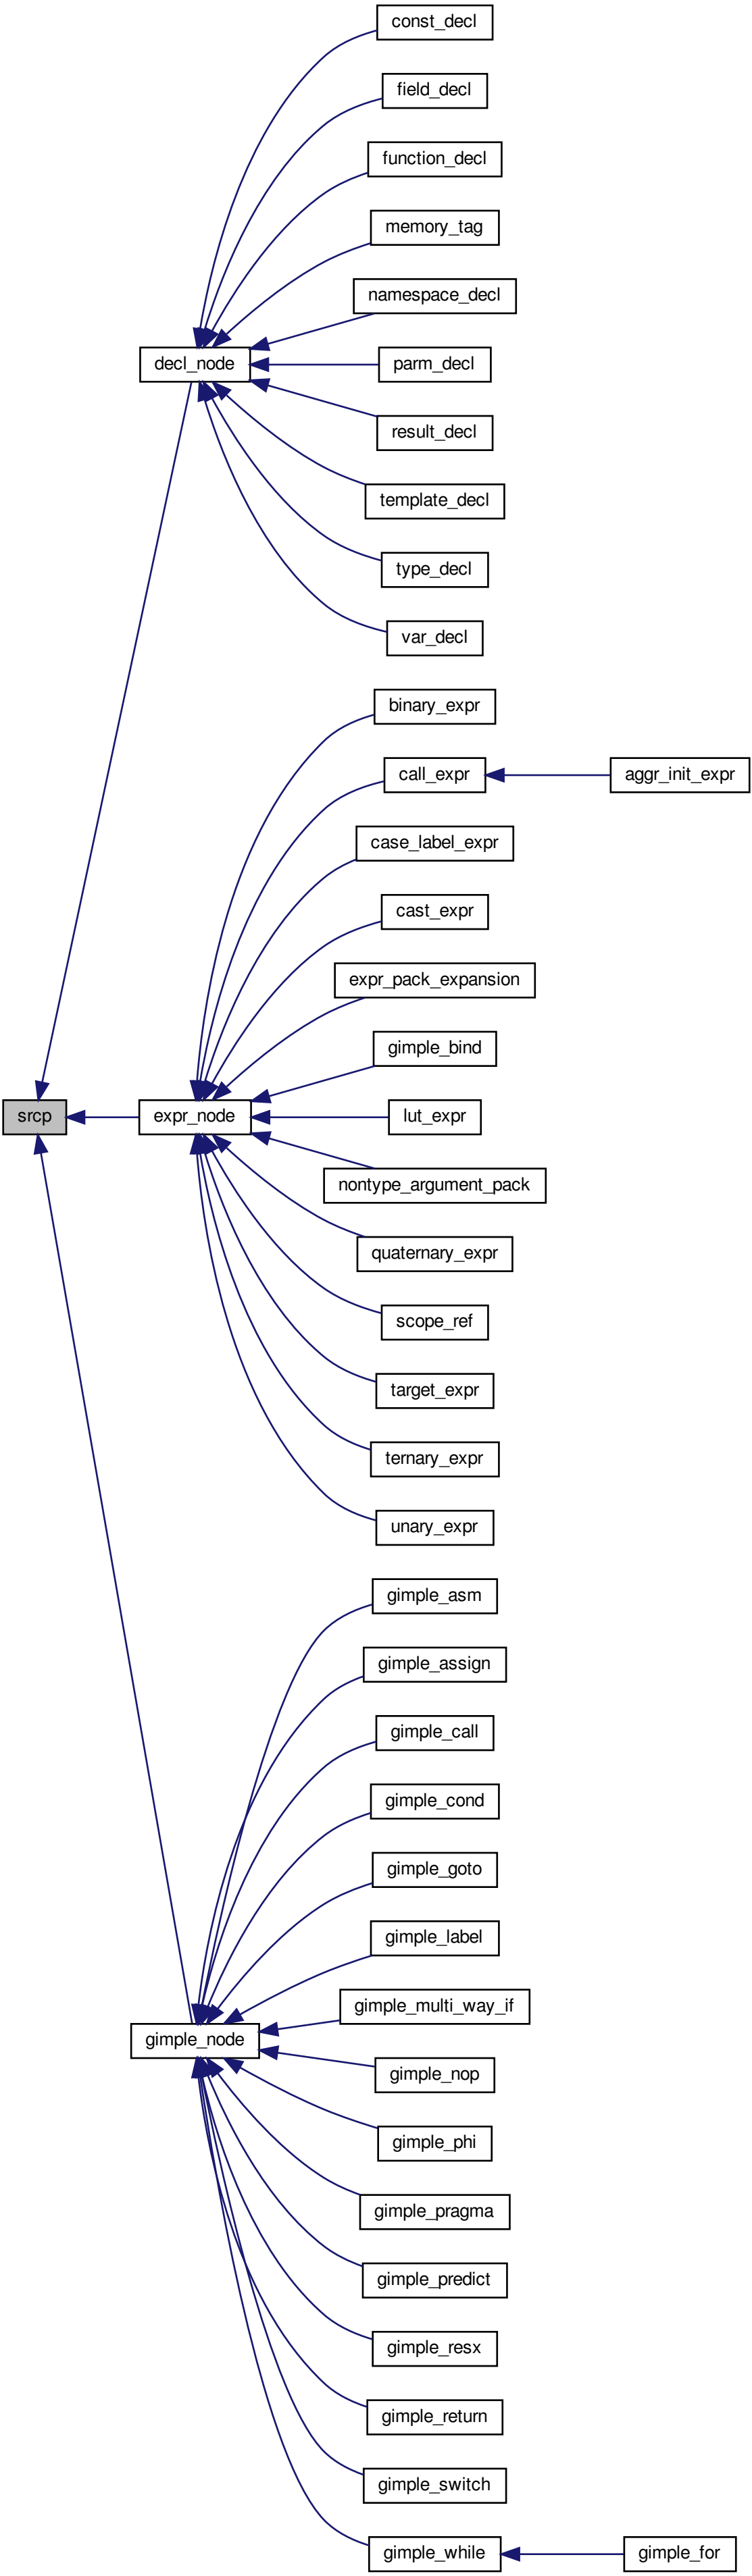 const_decl
field_decl
function_decl
memory_tag
namespace_decl
decl_node
parm_decl
result_decl
template_decl
type_decl
var_decl
binary_expr
call_expr
aggr_init_expr
case_label_expr
cast_expr
expr_pack_expansion
gimple_bind
srcp
expr_node
lut_expr
nontype_argument_pack
quaternary_expr
scope_ref
target_expr
ternary_expr
unary_expr
gimple_asm
gimple_assign
gimple_call
gimple_cond
gimple_goto
gimple_label
gimple_multi_way_if
gimple_node
gimple_nop
gimple_phi
gimple_pragma
gimple_predict
gimple_resx
gimple_return
gimple_switch
gimple_while
gimple_for